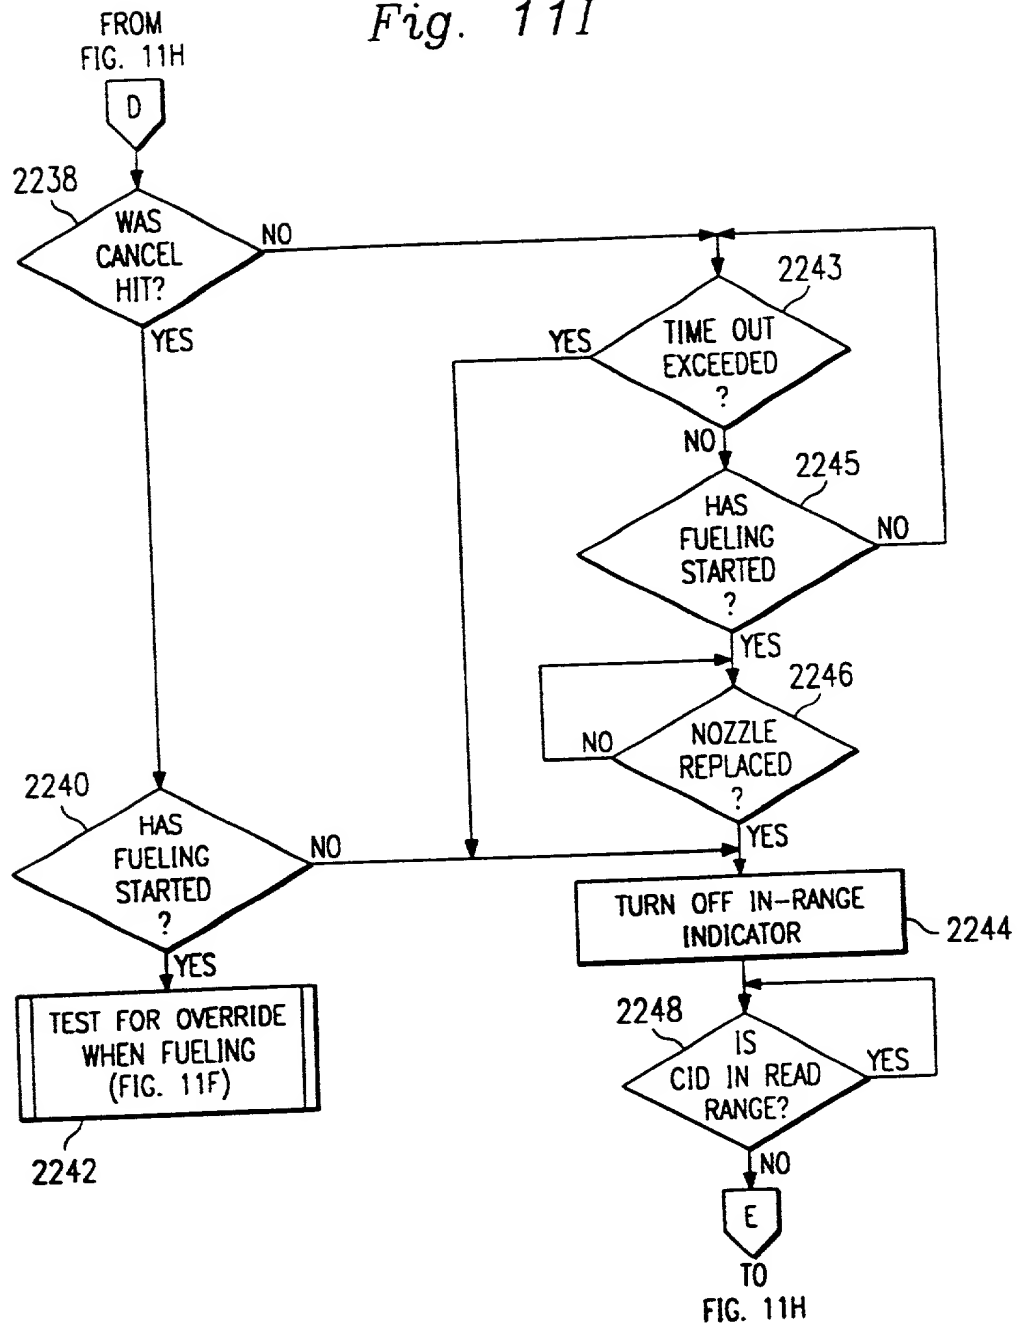 Fig. 11I
FROM
FIG. 11H
D
2238
WAS
CANCEL
HIT?
NO
YES
2243
TIME OUT
EXCEEDED
?
YES
NO
2245
HAS
FUELING
STARTED
?
NO
YES
2246
NOZZLE
REPLACED
?
NO
YES
2240
HAS
FUELING
STARTED
?
NO
YES
TURN OFF IN-RANGE
INDICATOR
2244
TEST FOR OVERRIDE
WHEN FUELING
(FIG. 11F)
2242
2248
IS
CID IN READ
RANGE?
YES
NO
E
TO
FIG. 11H